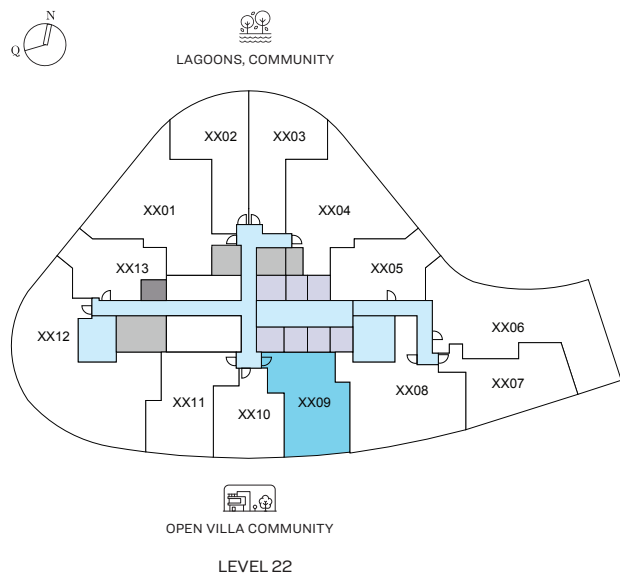 N
Q
LAGOONS, COMMUNITY
XX02
XX03
XX01
XX04
XX13
XX05
XX12
XX06
XX11
XX10
XX09
XX08
XX07
OPEN VILLA COMMUNITY
LEVEL 22